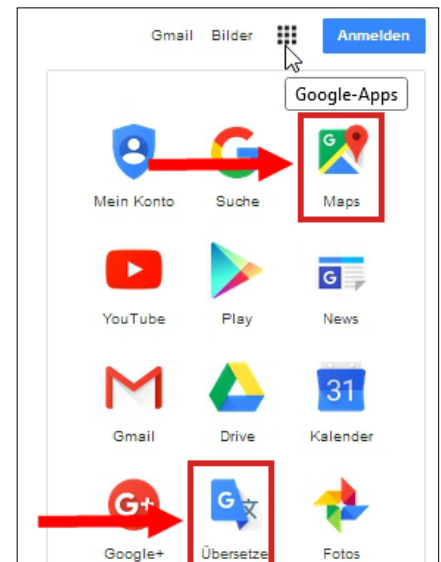 Gmail Bilder Anmelden
Google-Apps
G G
Mein Konto Suche Maps
G
YouTube Play News
31
Gmail Drive Kalender
G+ G 文
Google+ Übersetze Fotos